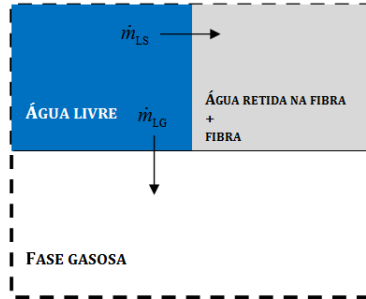 ṁLS
ÁGUA LIVRE
ṁLG
ÁGUA RETIDA NA FIBRA
+
FIBRA
FASE GASOSA